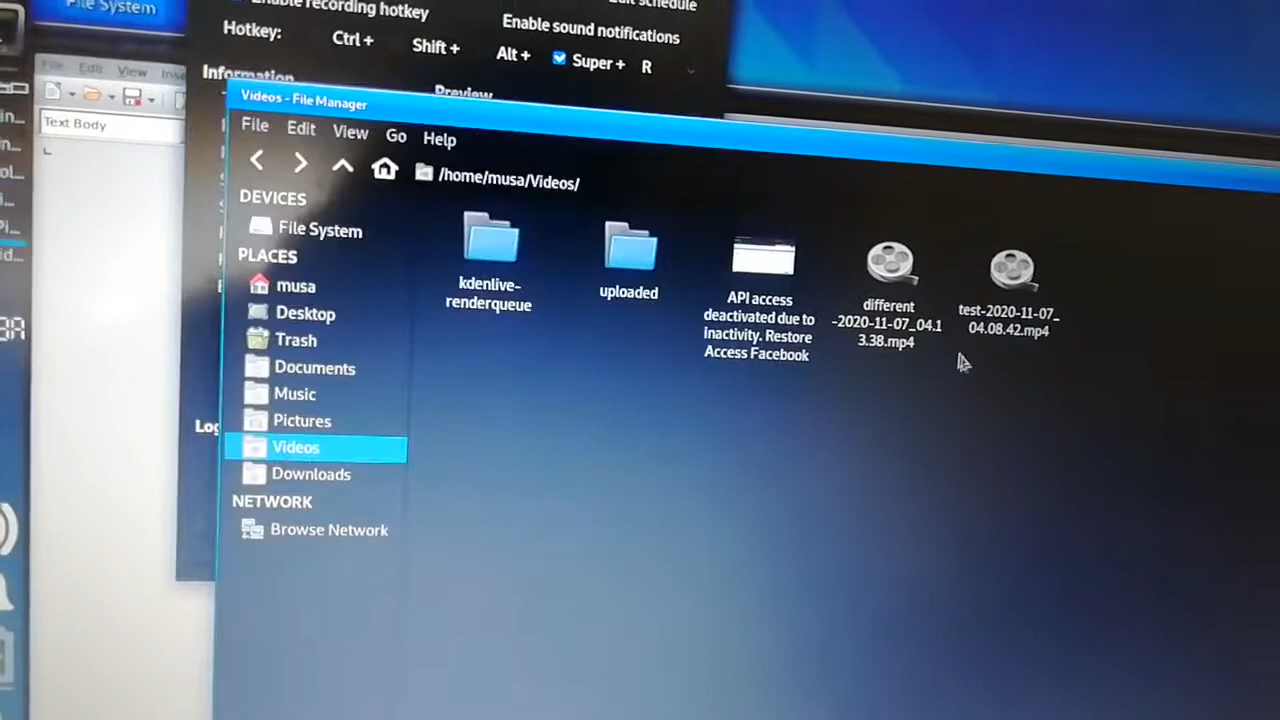 File System
Enable recording hotkey
Edit schedule
Enable sound notifications
Hotkey:
Ctrl +
Shift +
Alt +
Super +
R
Information
Preview
File Edit View
Text Body
Videos - File Manager
File Edit View Go Help
/home/musa/Videos/
DEVICES
File System
PLACES
musa
Desktop
Trash
Documents
Music
Pictures
Videos
Downloads
NETWORK
Browse Network
kdenlive-
renderqueue
uploaded
API access
deactivated due to
inactivity. Restore
Access Facebook
different
-2020-11-07_04.1
3.38.mp4
test-2020-11-07_
04.08.42.mp4